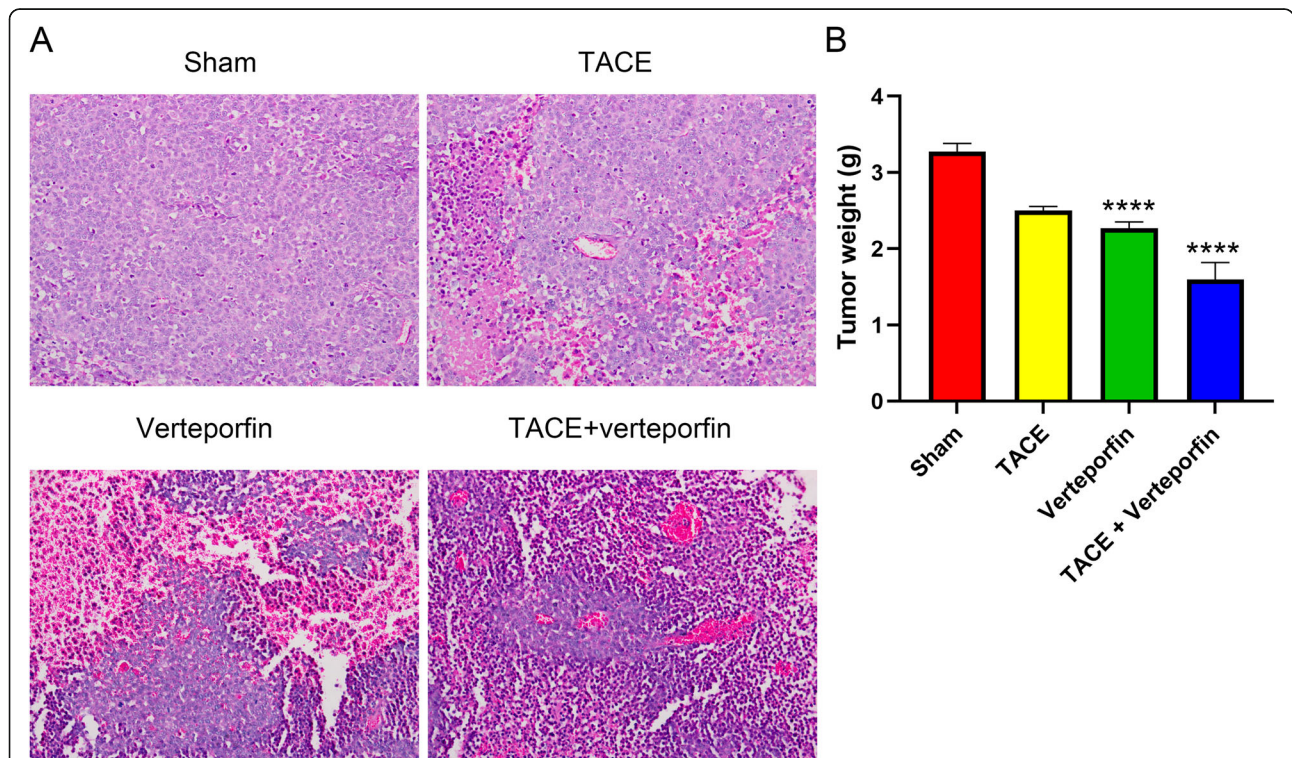 A
Sham
TACE
Verteporfin
TACE+verteporfin
B
Tumor weight (g)
4
3
2
1
0
****
****
Sham
TACE
Verteporfin
TACE + Verteporfin